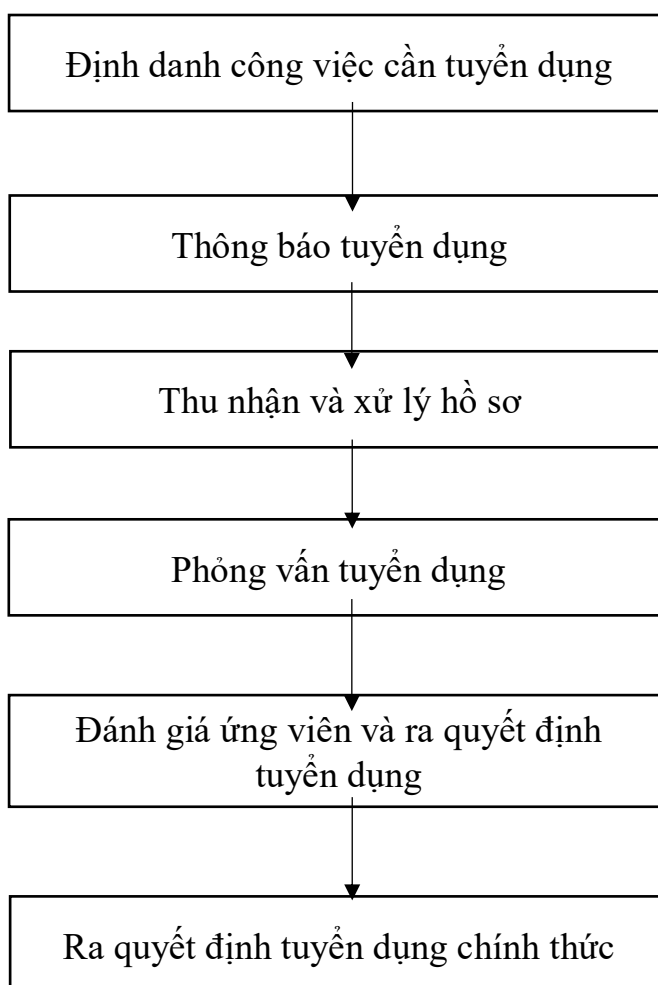 Định danh công việc cần tuyển dụng
Thông báo tuyển dụng
Thu nhận và xử lý hồ sơ
Phỏng vấn tuyển dụng
Đánh giá ứng viên và ra quyết định
tuyển dụng
Ra quyết định tuyển dụng chính thức